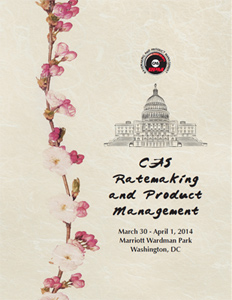 CAS
Ratemaking
and Product
Management
March 30 - April 1, 2014
Marriott Wardman Park
Washington, DC